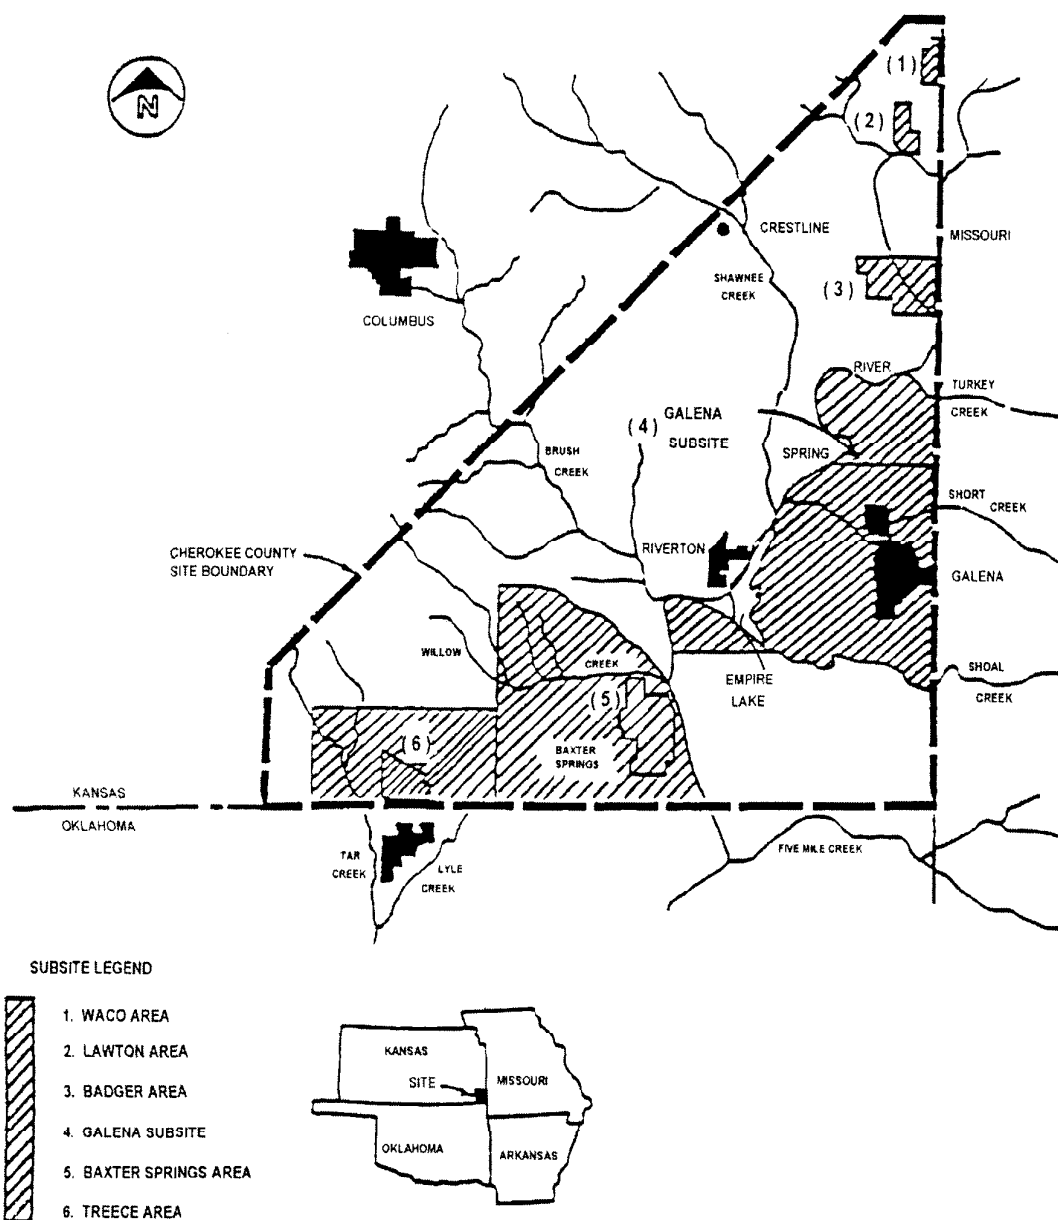 (1)
N
(2)
CRESTLINE
MISSOURI
SHAWNEE
CREEK
(3)
COLUMBUS
RIVER
TURKEY
CREEK
(4) GALENA
SUBSITE
SPRING
BRUSH
CREEK
SHORT
CREEK
CHEROKEE COUNTY
SITE BOUNDARY
RIVERTON
GALENA
WILLOW
CREEK
EMPIRE
LAKE
SHOAL
CREEK
(5)
(6)
BAXTER
SPRINGS
KANSAS
OKLAHOMA
TAR
CREEK
LYLE
CREEK
FIVE MILE CREEK
SUBSITE LEGEND
1. WACO AREA
2. LAWTON AREA
3. BADGER AREA
4. GALENA SUBSITE
5. BAXTER SPRINGS AREA
6. TREECE AREA
KANSAS
SITE
MISSOURI
OKLAHOMA
ARKANSAS